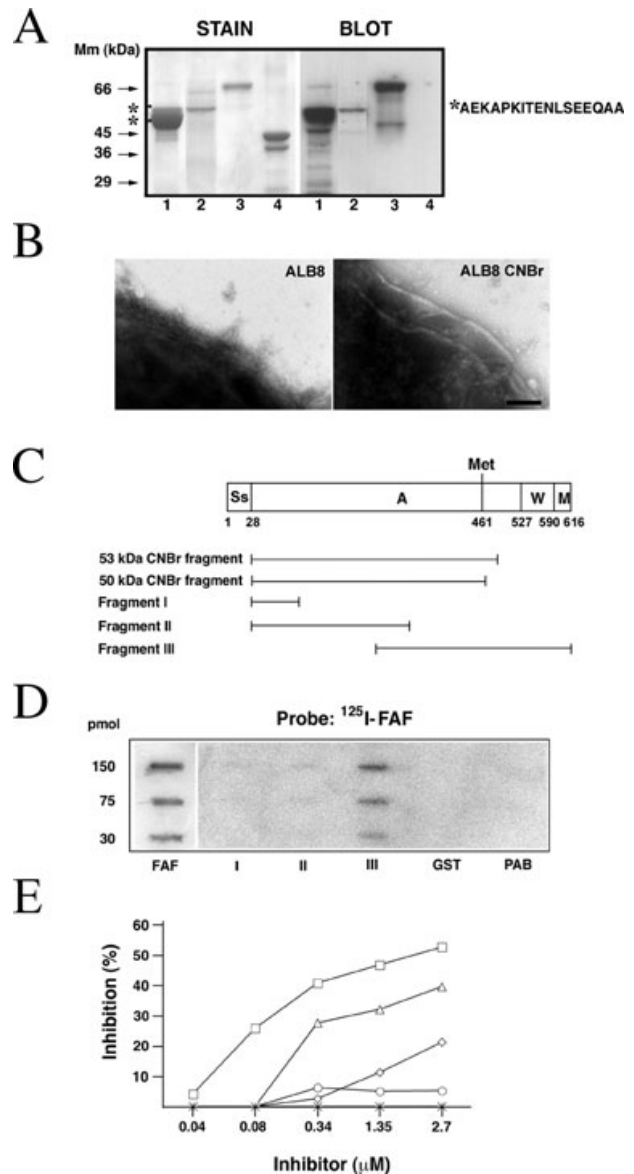 A
STAIN BLOT
Mm (kDa)
66
*
*
45
36
29
*AEKAPKITENLSEEQAA
1 2 3 4 1 2 3 4
B
ALB8 ALB8 CNBr
C
Met
Ss A W M
1 28 461 527 590 616
53 kDa CNBr fragment
50 kDa CNBr fragment
Fragment I
Fragment II
Fragment III
D
pmol Probe: ¹²⁵I-FAF
150
75
30
FAF I II III GST PAB
E
60
50
40
30
20
10
Inhibition (%)
0.04 0.08 0.34 1.35 2.7
Inhibitor (μM)